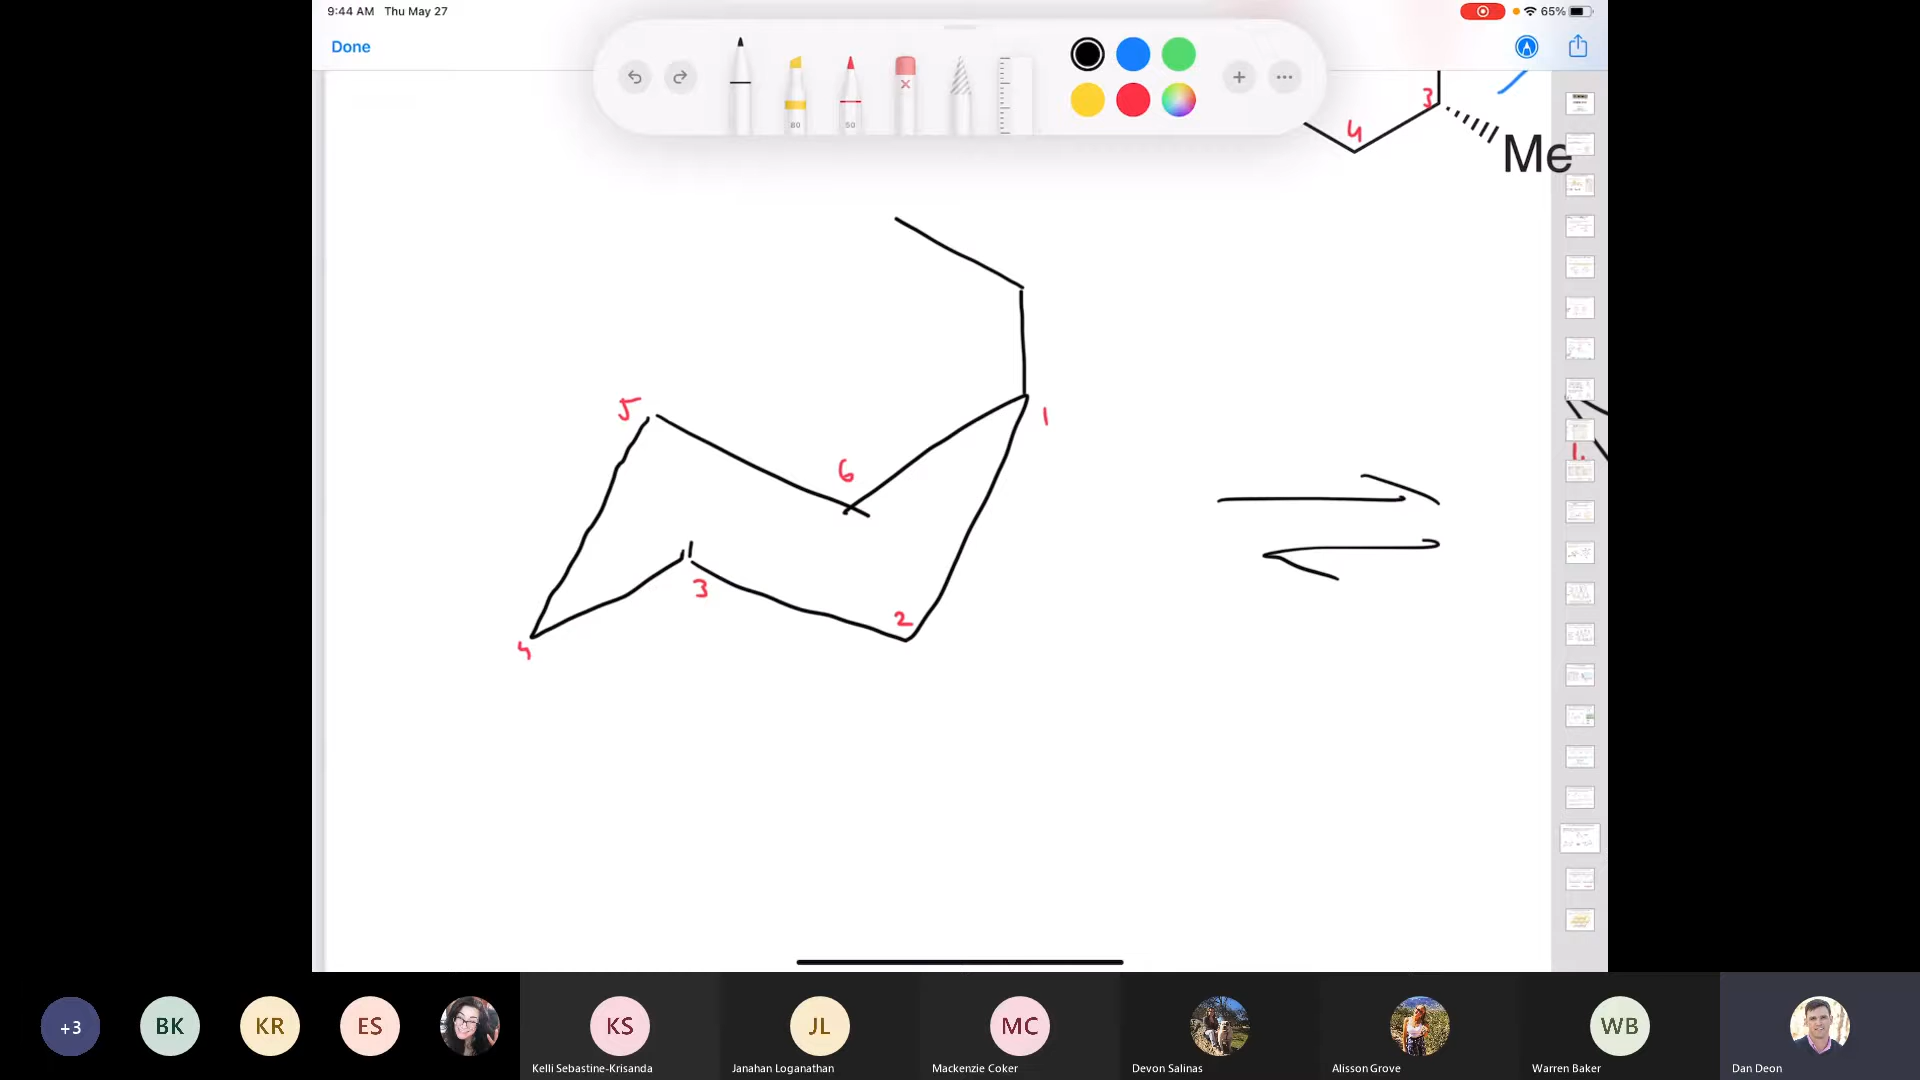 9:44 AM Thu May 27
65%
Done
80
50
3
4
Me
5
1
6
3
2
4
1.
+3
BK
KR
ES
KS
JL
MC
WB
Kelli Sebastine-Krisanda
Janahan Loganathan
Mackenzie Coker
Devon Salinas
Alisson Grove
Warren Baker
Dan Deon